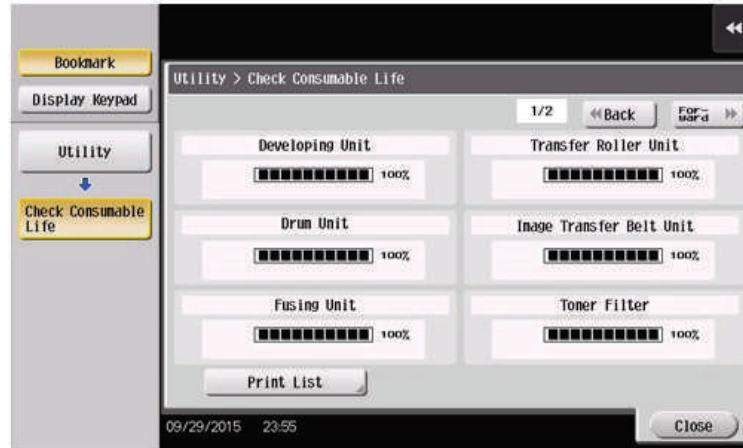 Bookmark
Display Keypad
Utility
Check Consumable
Life
Utility > Check Consumable Life
1/2
Back
For-
ward
Developing Unit
100%
Transfer Roller Unit
100%
Drum Unit
100%
Image Transfer Belt Unit
100%
Fusing Unit
100%
Toner Filter
100%
Print List
09/29/2015 23:55
Close